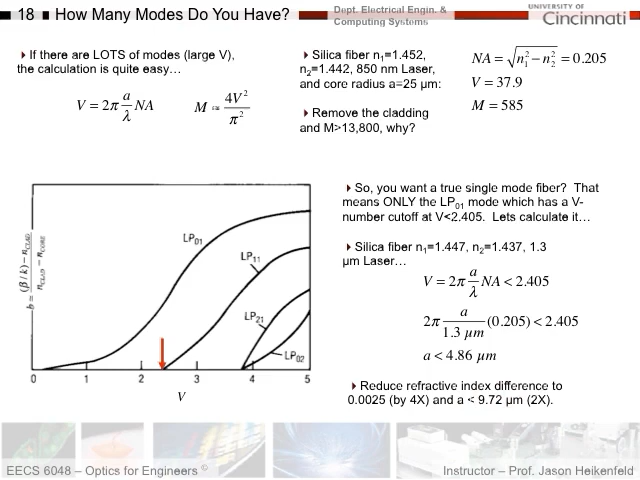 18
How Many Modes Do You Have?
Dept. Electrical Engin. &
Computing Systems
UNIVERSITY OF
Cincinnati
If there are LOTS of modes (large V),
the calculation is quite easy…
V = 2π a/λ NA
M ≈ 4V²/π²
Silica fiber n₁=1.452,
n₂=1.442, 850 nm Laser,
and core radius a=25 µm:
Remove the cladding
and M>13,800, why?
NA = √(n₁² − n₂²) = 0.205
V = 37.9
M = 585
b = (β / k) − n_CLAD / n_CLAD − n_CORE
LP₀₁
LP₁₁
LP₂₁
LP₀₂
0 1 2 3 4 5
V
So, you want a true single mode fiber? That
means ONLY the LP₀₁ mode which has a V-
number cutoff at V<2.405. Lets calculate it…
Silica fiber n₁=1.447, n₂=1.437, 1.3
µm Laser…
V = 2π a/λ NA < 2.405
2π a/1.3 µm (0.205) < 2.405
a < 4.86 µm
Reduce refractive index difference to
0.0025 (by 4X) and a < 9.72 µm (2X).
EECS 6048 – Optics for Engineers ©
Instructor – Prof. Jason Heikenfeld